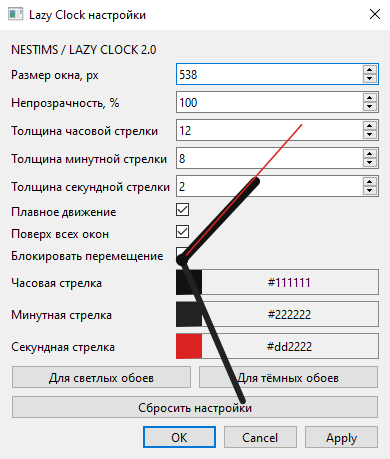 Lazy Clock настройки
NESTIMS / LAZY CLOCK 2.0
Размер окна, px 538
Непрозрачность, % 100
Толщина часовой стрелки 12
Толщина минутной стрелки 8
Толщина секундной стрелки 2
Плавное движение
Поверх всех окон
Блокировать перемещение
Часовая стрелка #111111
Минутная стрелка #222222
Секундная стрелка #dd2222
Для светлых обоев Для тёмных обоев
Сбросить настройки
OK Cancel Apply